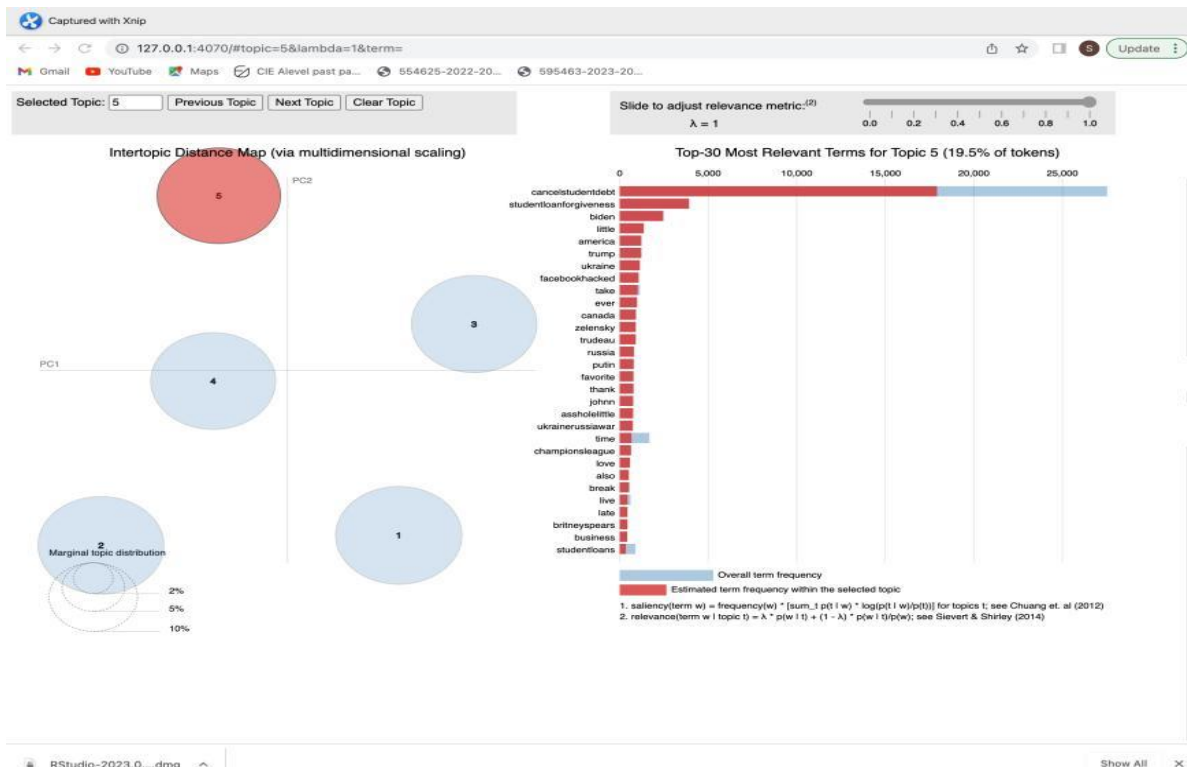 Captured with Xnip
127.0.0.1:4070/#topic=5&lambda=1&term=
S
Update
Gmail YouTube Maps CIE Alevel past pa... 554625-2022-20... 595463-2023-20...
Selected Topic: 5 Previous Topic Next Topic Clear Topic
Slide to adjust relevance metric:(2)
λ = 1
0.0 0.2 0.4 0.6 0.8 1.0
Intertopic Distance Map (via multidimensional scaling)
PC2
5
3
PC1
4
2
1
Marginal topic distribution
2%
5%
10%
Top-30 Most Relevant Terms for Topic 5 (19.5% of tokens)
0 5,000 10,000 15,000 20,000 25,000
cancelstudentdebt
studentloanforgiveness
biden
little
america
trump
ukraine
facebookhacked
take
ever
canada
zelensky
trudeau
russia
putin
favorite
thank
johnn
assholelittle
ukrainerussiawar
time
championsleague
love
also
break
live
late
britneyspears
business
studentloans
Overall term frequency
Estimated term frequency within the selected topic
1. saliency(term w) = frequency(w) * [sum_t p(t | w) * log(p(t | w)/p(t))] for topics t; see Chuang et. al (2012)
2. relevance(term w | topic t) = λ * p(w | t) + (1 - λ) * p(w | t)/p(w); see Sievert & Shirley (2014)
RStudio-2023.0....dmg
Show All